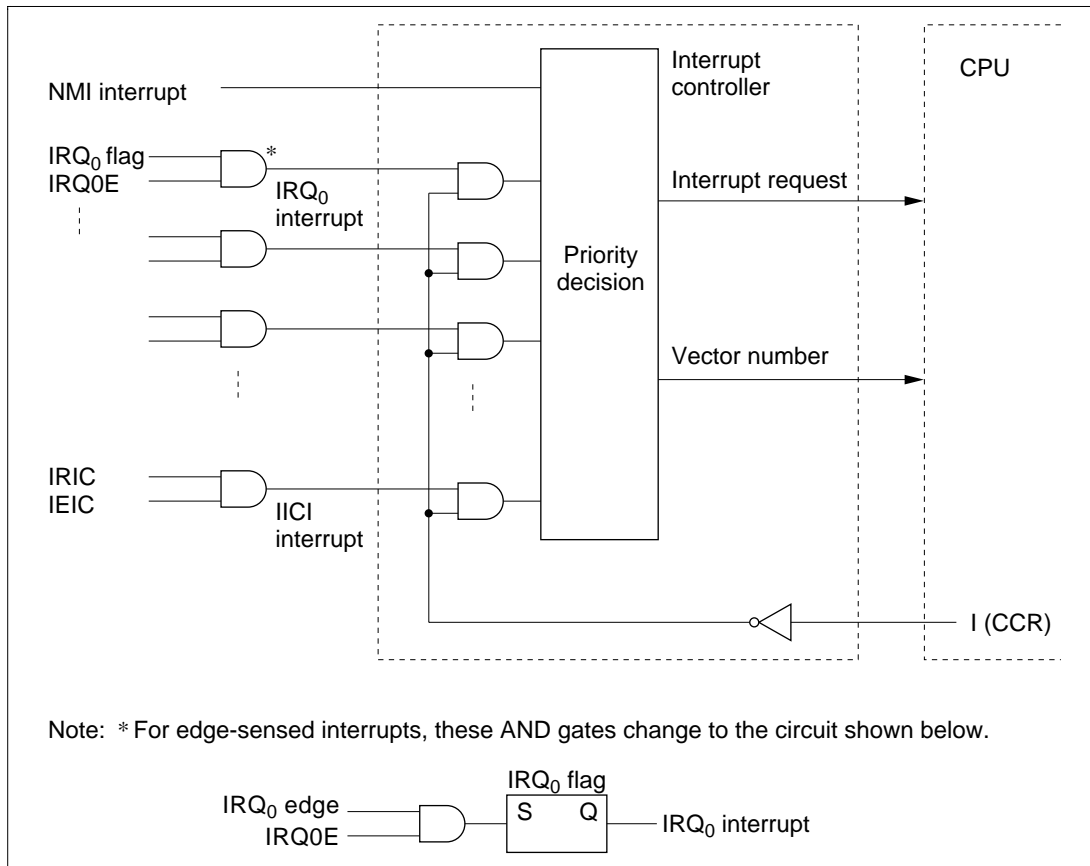 NMI interrupt
Interrupt
controller
CPU
IRQ0 flag
IRQ0E
*
IRQ0
interrupt
Interrupt request
Priority
decision
Vector number
IRIC
IEIC
IICI
interrupt
I (CCR)
Note: * For edge-sensed interrupts, these AND gates change to the circuit shown below.
IRQ0 flag
IRQ0 edge
IRQ0E
S Q
IRQ0 interrupt